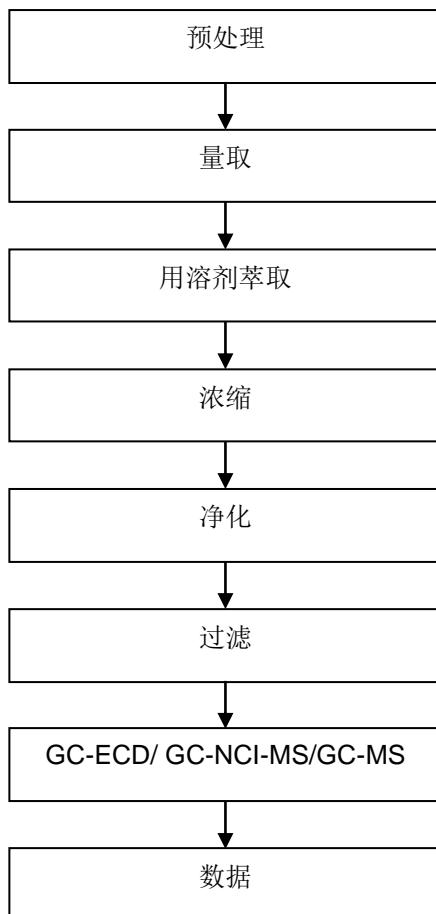 预处理
量取
用溶剂萃取
浓缩
净化
过滤
GC-ECD/ GC-NCI-MS/GC-MS
数据